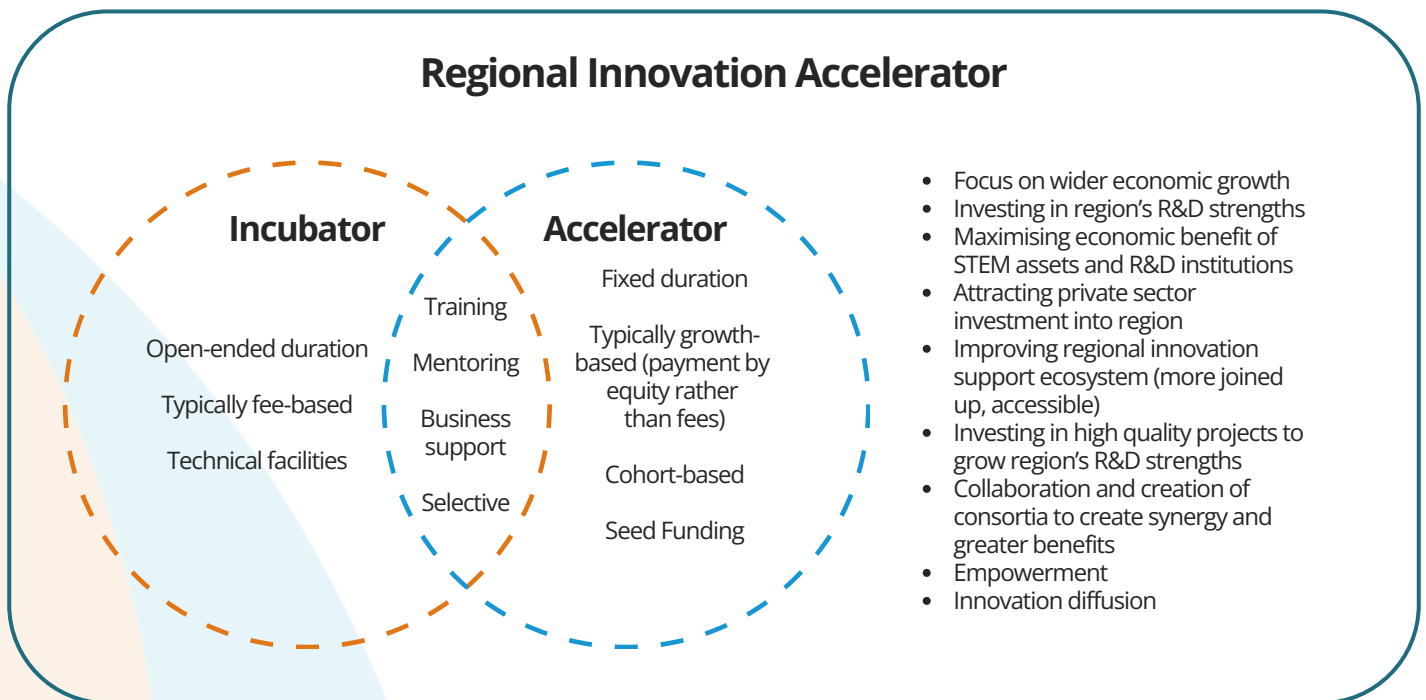 Regional Innovation Accelerator
Incubator
Open-ended duration
Typically fee-based
Technical facilities
Training
Mentoring
Business
support
Selective
Accelerator
Fixed duration
Typically growth-
based (payment by
equity rather
than fees)
Cohort-based
Seed Funding
• Focus on wider economic growth
• Investing in region’s R&D strengths
• Maximising economic benefit of
STEM assets and R&D institutions
• Attracting private sector
investment into region
• Improving regional innovation
support ecosystem (more joined
up, accessible)
• Investing in high quality projects to
grow region’s R&D strengths
• Collaboration and creation of
consortia to create synergy and
greater benefits
• Empowerment
• Innovation diffusion